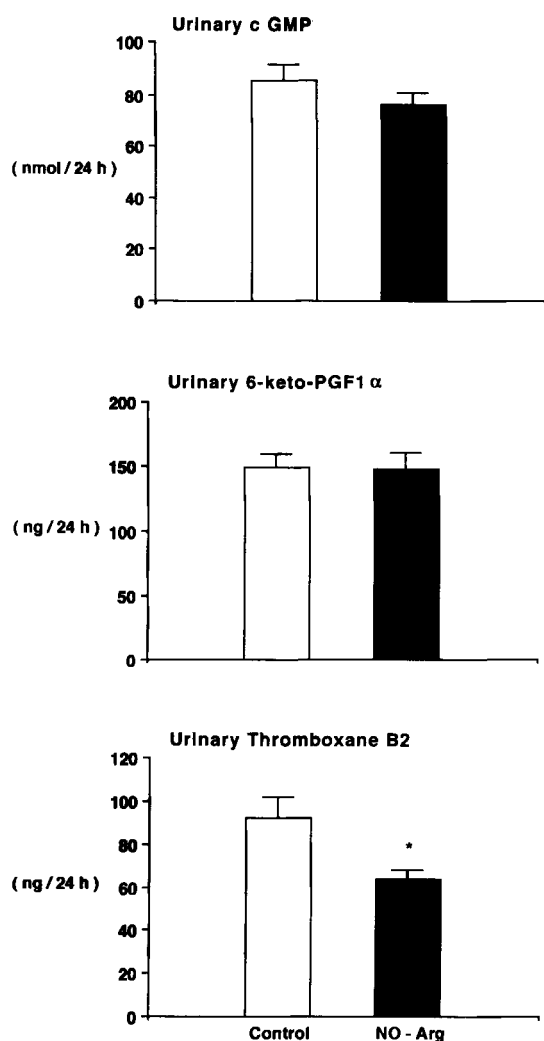 Urinary c GMP
100
80
60
( nmol / 24 h )
40
20
0
Urinary 6-keto-PGF1 α
200
150
( ng / 24 h )
100
50
0
Urinary Thromboxane B2
120
100
80
*
( ng / 24 h )
60
40
20
0
Control NO - Arg